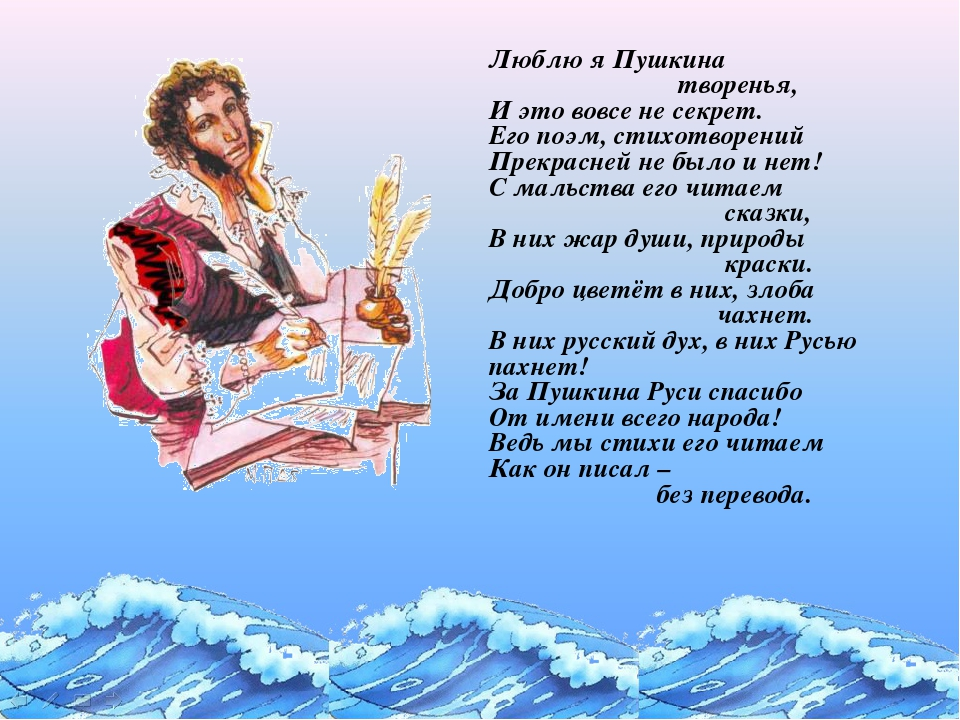 Люблю я Пушкина
творенья,
И это вовсе не секрет.
Его поэм, стихотворений
Прекрасней не было и нет!
С мальства его читаем
сказки,
В них жар души, природы
краски.
Добро цветёт в них, злоба
чахнет.
В них русский дух, в них Русью
пахнет!
За Пушкина Руси спасибо
От имени всего народа!
Ведь мы стихи его читаем
Как он писал –
без перевода.